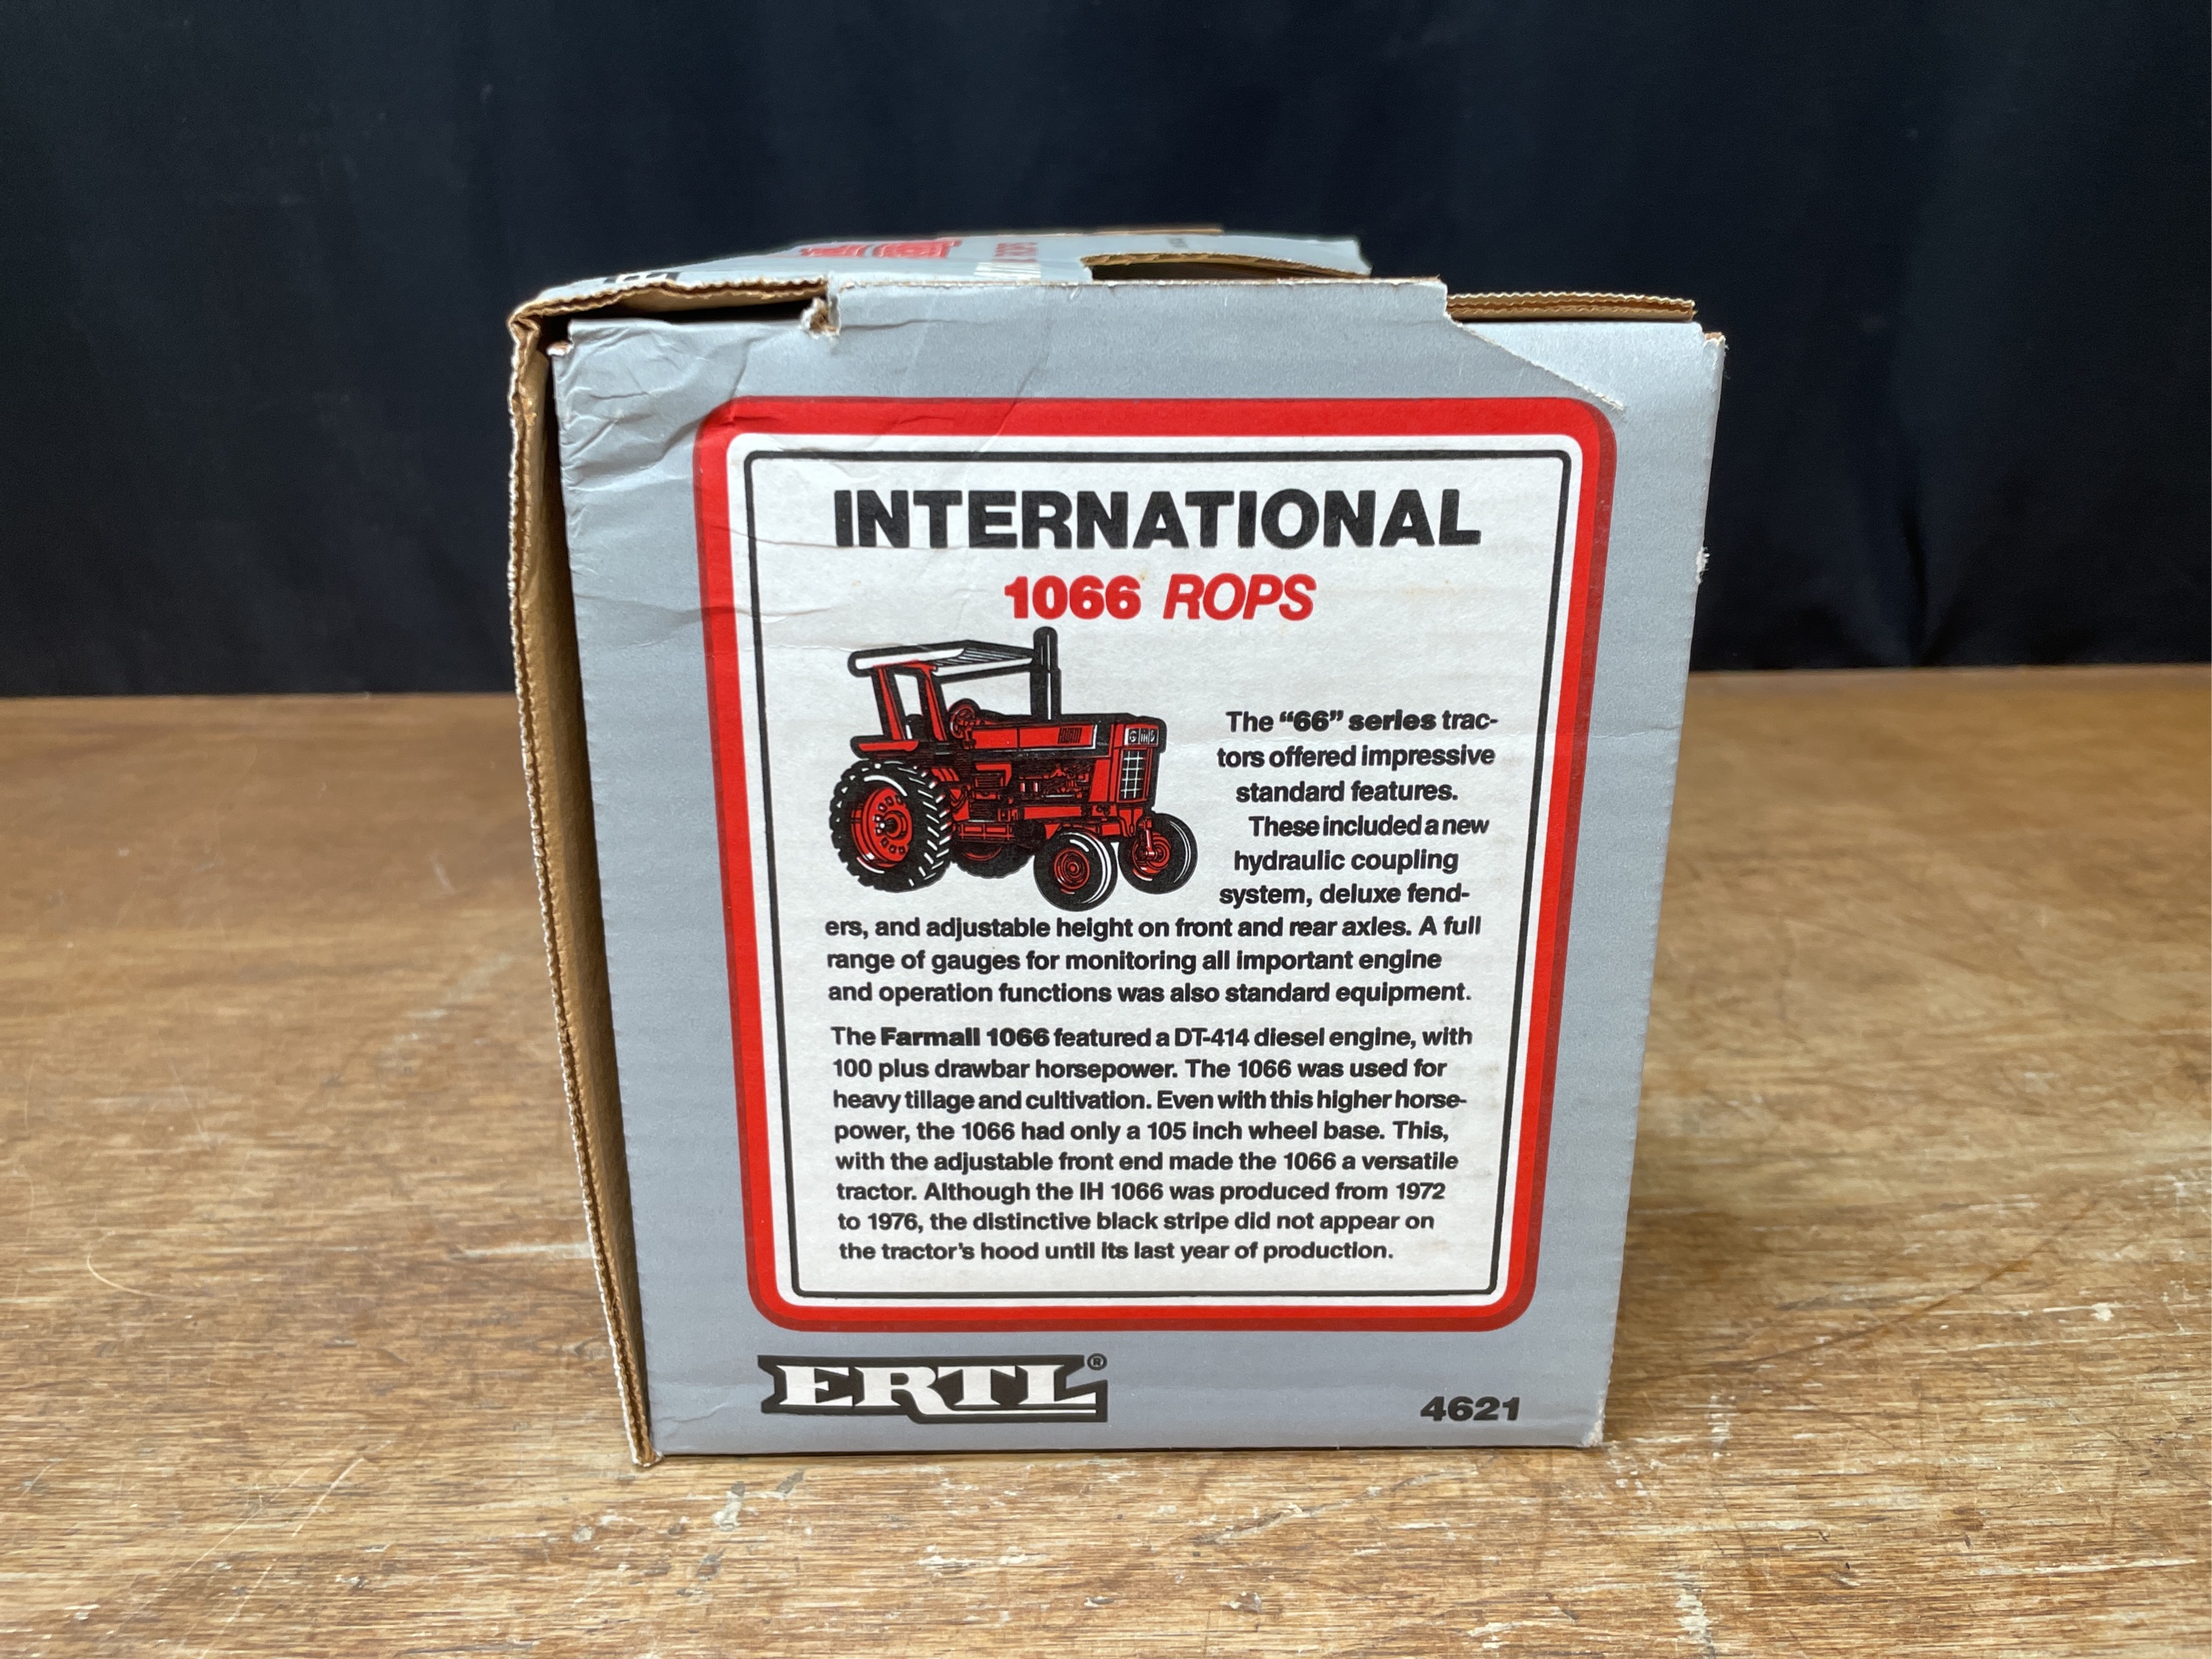 INTERNATIONAL
1066 ROPS
The "66" series trac-
tors offered impressive
standard features.
These included a new
hydraulic coupling
system, deluxe fend-
ers, and adjustable height on front and rear axles. A full
range of gauges for monitoring all important engine
and operation functions was also standard equipment.
The Farmall 1066 featured a DT-414 diesel engine, with
100 plus drawbar horsepower. The 1066 was used for
heavy tillage and cultivation. Even with this higher horse-
power, the 1066 had only a 105 inch wheel base. This,
with the adjustable front end made the 1066 a versatile
tractor. Although the IH 1066 was produced from 1972
to 1976, the distinctive black stripe did not appear on
the tractor's hood until its last year of production.
ERTL®
4621